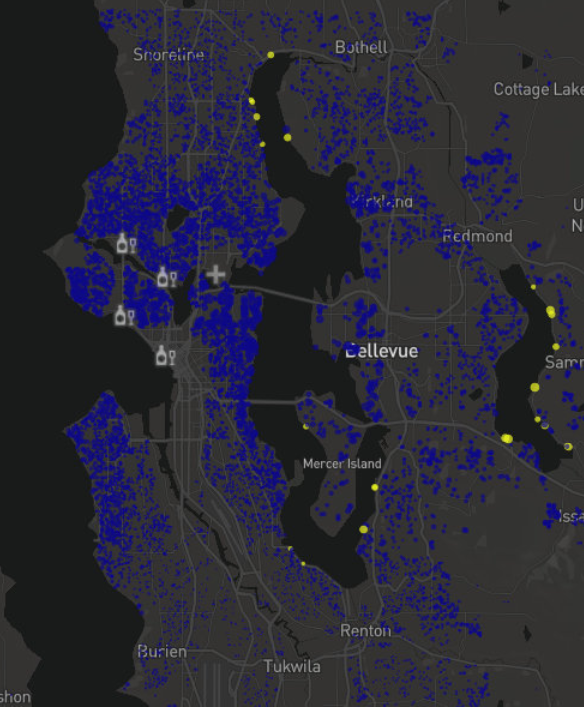 Shoreline
Bothell
Cottage Lake
Kirkland
Redmond
Bellevue
Mercer Island
Renton
Burien
Tukwila